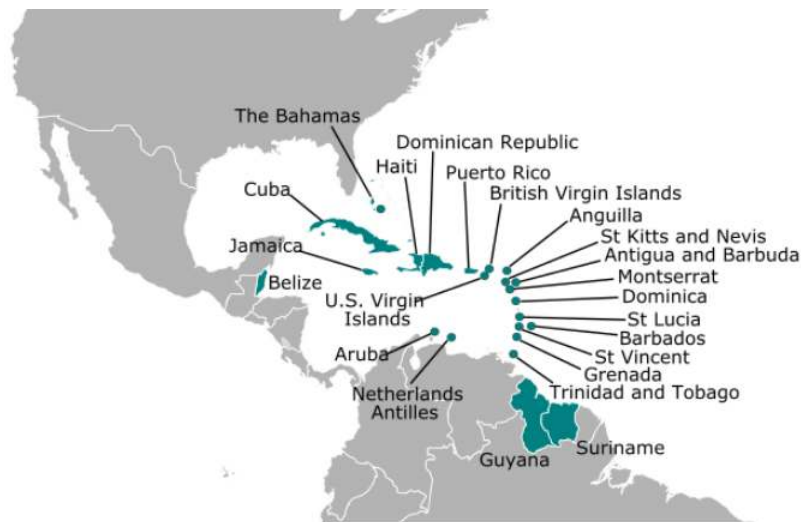 The Bahamas
Dominican Republic
Haiti
Puerto Rico
Cuba
British Virgin Islands
Anguilla
St Kitts and Nevis
Jamaica
Antigua and Barbuda
Montserrat
Belize
Dominica
U.S. Virgin
Islands
St Lucia
Barbados
Aruba
St Vincent
Grenada
Netherlands
Antilles
Trinidad and Tobago
Suriname
Guyana